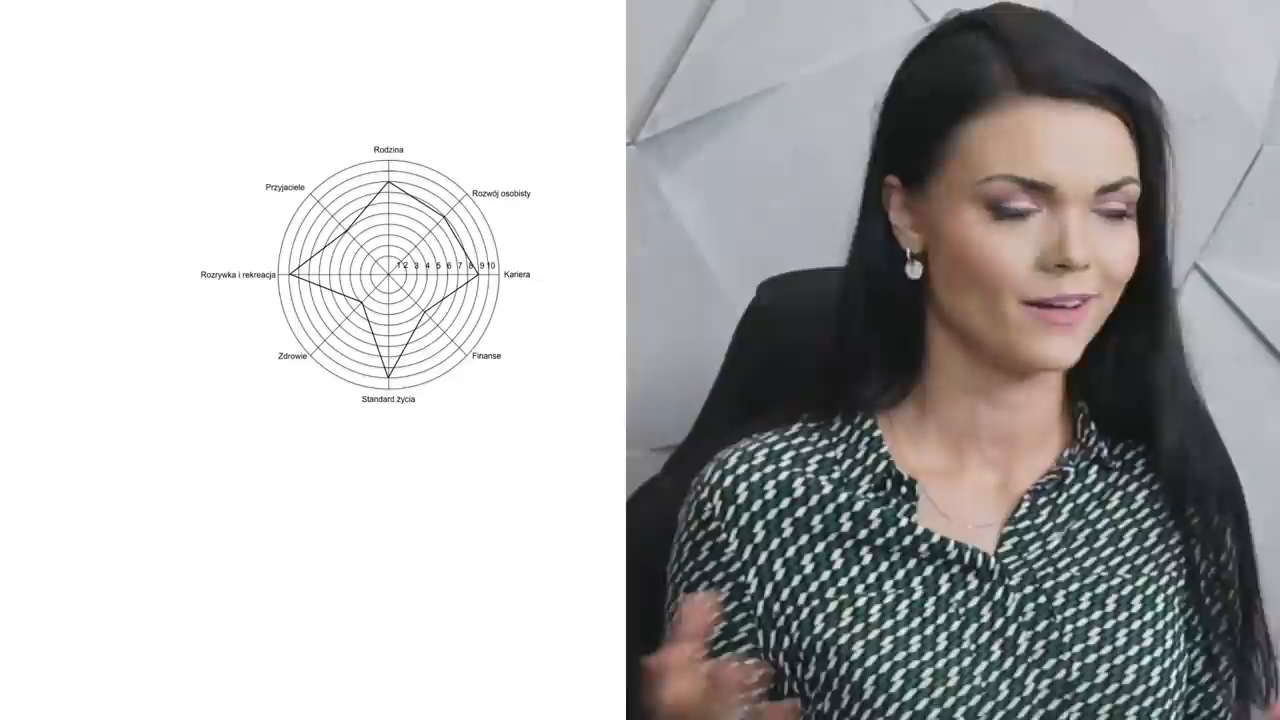 Rodzina
Przyjaciele
Rozwój osobisty
1 2 3 4 5 6 7 8 9 10
Rozrywka i rekreacja
Kariera
Zdrowie
Finanse
Standard życia